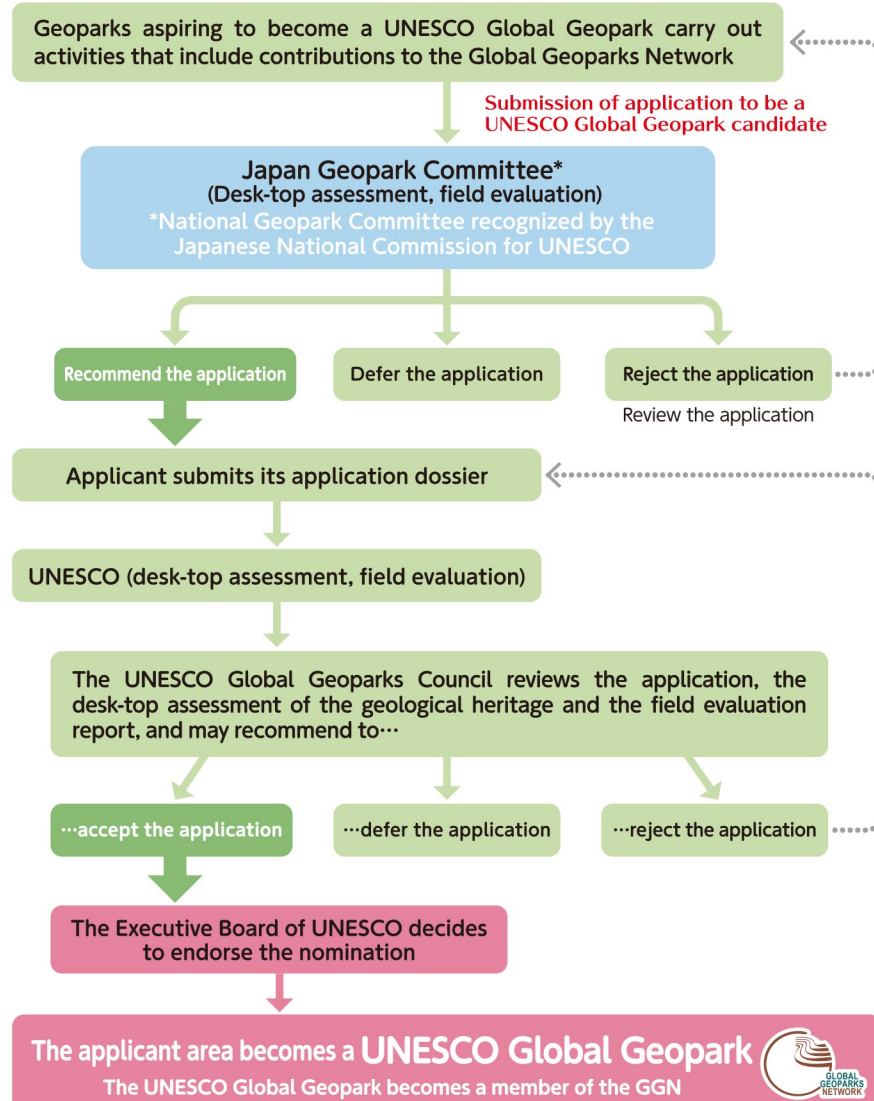 Geoparks aspiring to become a UNESCO Global Geopark carry out
activities that include contributions to the Global Geoparks Network
Submission of application to be a
UNESCO Global Geopark candidate
Japan Geopark Committee*
(Desk-top assessment, field evaluation)
*National Geopark Committee recognized by the
Japanese National Commission for UNESCO
Recommend the application
Defer the application
Reject the application
Review the application
Applicant submits its application dossier
UNESCO (desk-top assessment, field evaluation)
The UNESCO Global Geoparks Council reviews the application, the
desk-top assessment of the geological heritage and the field evaluation
report, and may recommend to…
…accept the application
…defer the application
…reject the application
The Executive Board of UNESCO decides
to endorse the nomination
The applicant area becomes a UNESCO Global Geopark
The UNESCO Global Geopark becomes a member of the GGN
GLOBAL
GEOPARKS
NETWORK